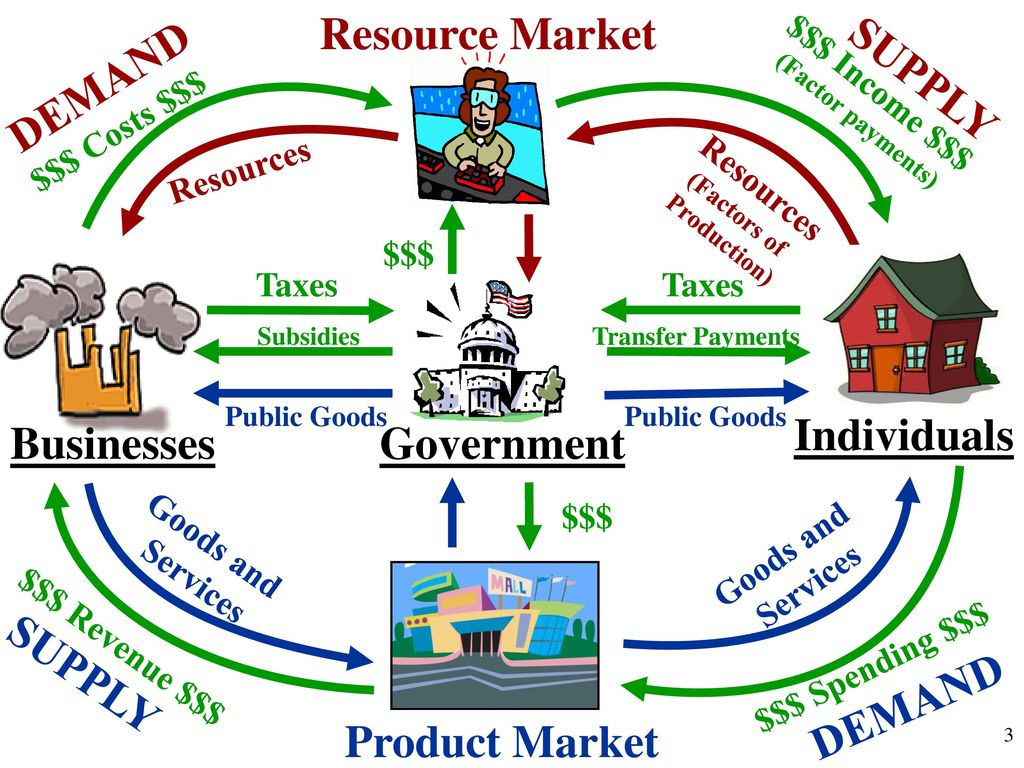 Resource Market
DEMAND
$$$ Costs $$$
Resources
SUPPLY
$$$ Income $$$
(Factor payments)
Resources
(Factors of
Production)
$$$
Taxes
Taxes
Subsidies
Transfer Payments
Public Goods
Public Goods
Businesses
Government
Individuals
$$$
Goods and
Services
Goods and
Services
MALL
$$$ Revenue $$$
SUPPLY
$$$ Spending $$$
DEMAND
Product Market
3